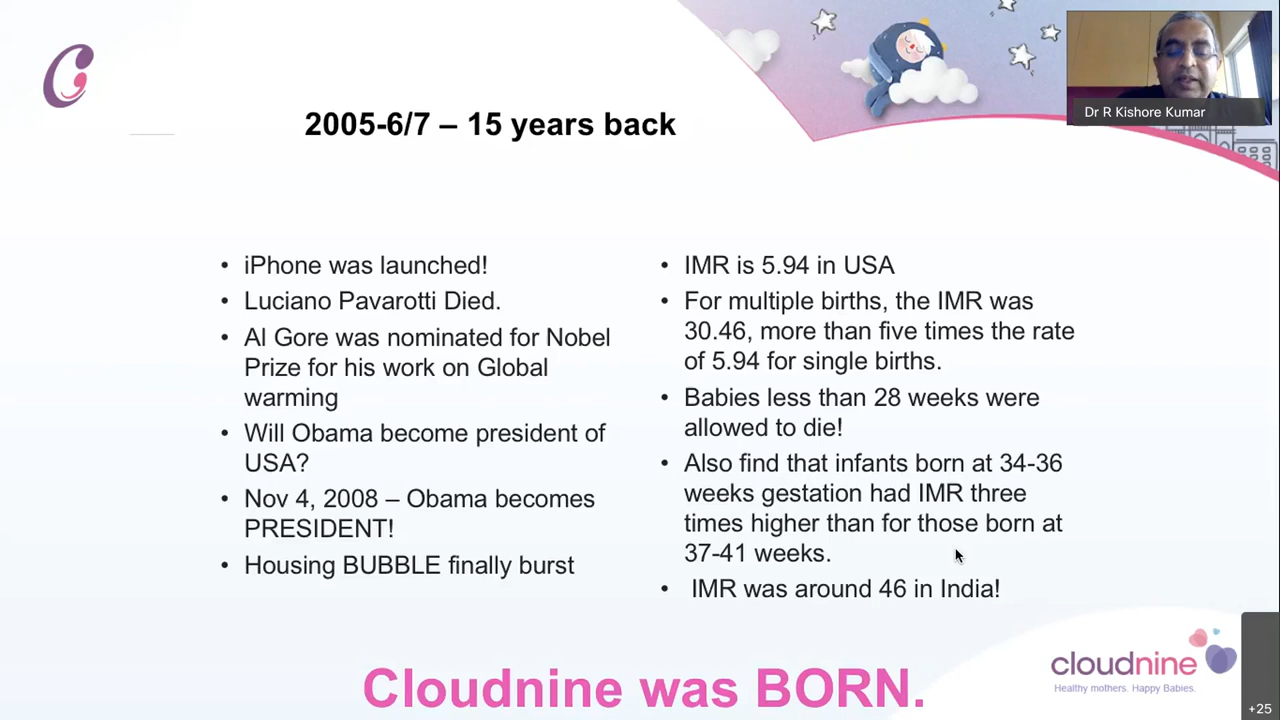 Dr R Kishore Kumar
2005-6/7 – 15 years back
• iPhone was launched!
• Luciano Pavarotti Died.
• Al Gore was nominated for Nobel
Prize for his work on Global
warming
• Will Obama become president of
USA?
• Nov 4, 2008 – Obama becomes
PRESIDENT!
• Housing BUBBLE finally burst
• IMR is 5.94 in USA
• For multiple births, the IMR was
30.46, more than five times the rate
of 5.94 for single births.
• Babies less than 28 weeks were
allowed to die!
• Also find that infants born at 34-36
weeks gestation had IMR three
times higher than for those born at
37-41 weeks.
• IMR was around 46 in India!
Cloudnine was BORN.
cloudnine
Healthy mothers. Happy Babies.
+25